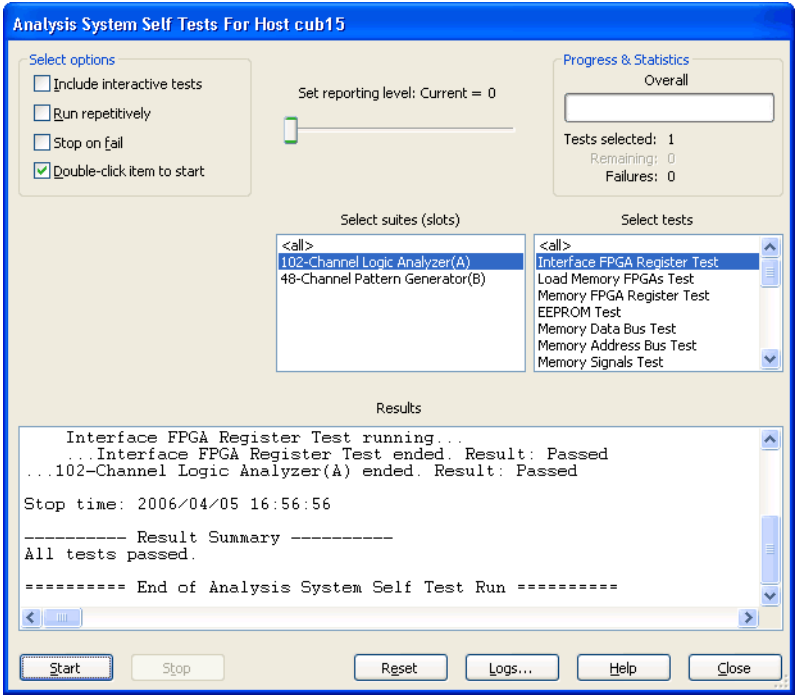 Analysis System Self Tests For Host cub15
Select options
Include interactive tests
Run repetitively
Stop on fail
Double-click item to start
Set reporting level: Current = 0
Progress & Statistics
Overall
Tests selected: 1
Remaining: 0
Failures: 0
Select suites (slots)
<all>
102-Channel Logic Analyzer(A)
48-Channel Pattern Generator(B)
Select tests
<all>
Interface FPGA Register Test
Load Memory FPGAs Test
Memory FPGA Register Test
EEPROM Test
Memory Data Bus Test
Memory Address Bus Test
Memory Signals Test
Results
Interface FPGA Register Test running...
...Interface FPGA Register Test ended. Result: Passed
...102-Channel Logic Analyzer(A) ended. Result: Passed
Stop time: 2006/04/05 16:56:56
---------- Result Summary ----------
All tests passed.
========== End of Analysis System Self Test Run ==========
Start
Stop
Reset
Logs...
Help
Close